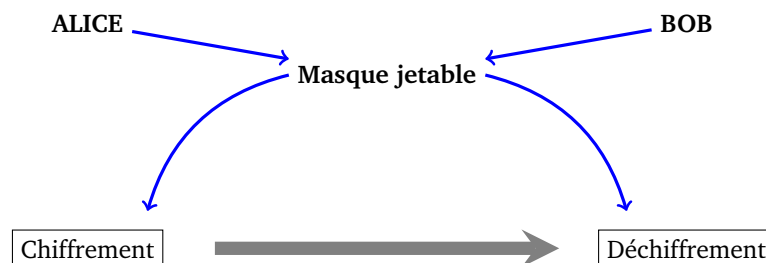 ALICE
BOB
Masque jetable
Chiffrement
Déchiffrement